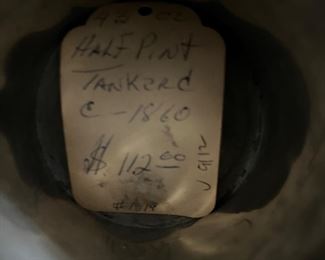 HALF PINT
TANKERD
C - 1860
$ 112.00